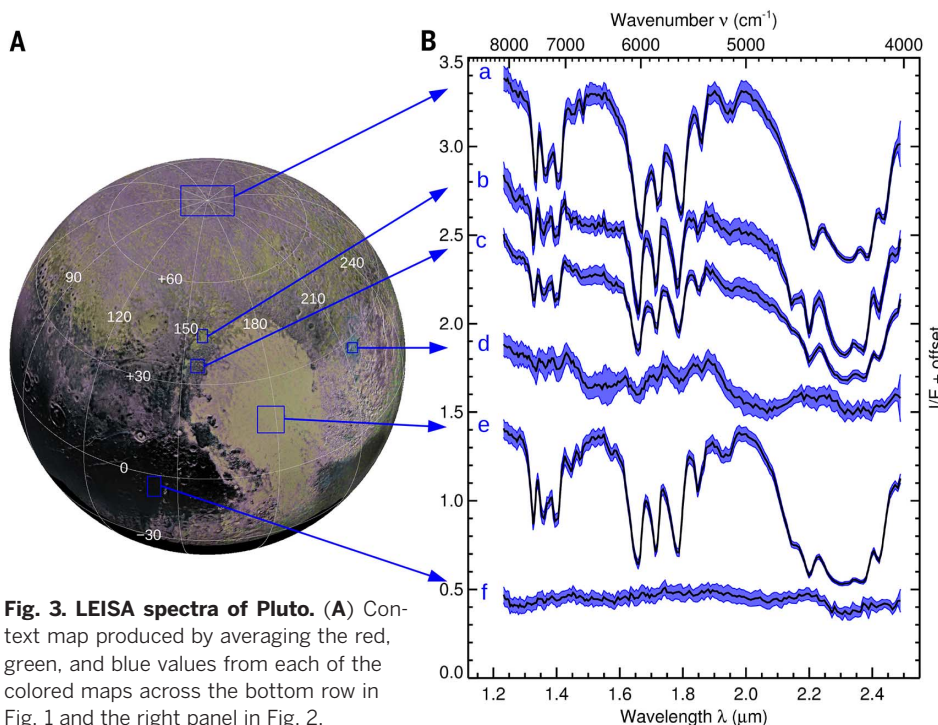 A
B
Wavenumber ν (cm⁻¹)
8000 7000 6000 5000 4000
3.5
3.0
2.5
2.0
1.5
1.0
0.5
0.0
a
b
c
d
e
f
I/F + offset
1.2 1.4 1.6 1.8 2.0 2.2 2.4
Wavelength λ (μm)
90
120
150
180
210
240
+60
+30
0
−30
Fig. 3. LEISA spectra of Pluto. (A) Con-
text map produced by averaging the red,
green, and blue values from each of the
colored maps across the bottom row in
Fig. 1 and the right panel in Fig. 2.